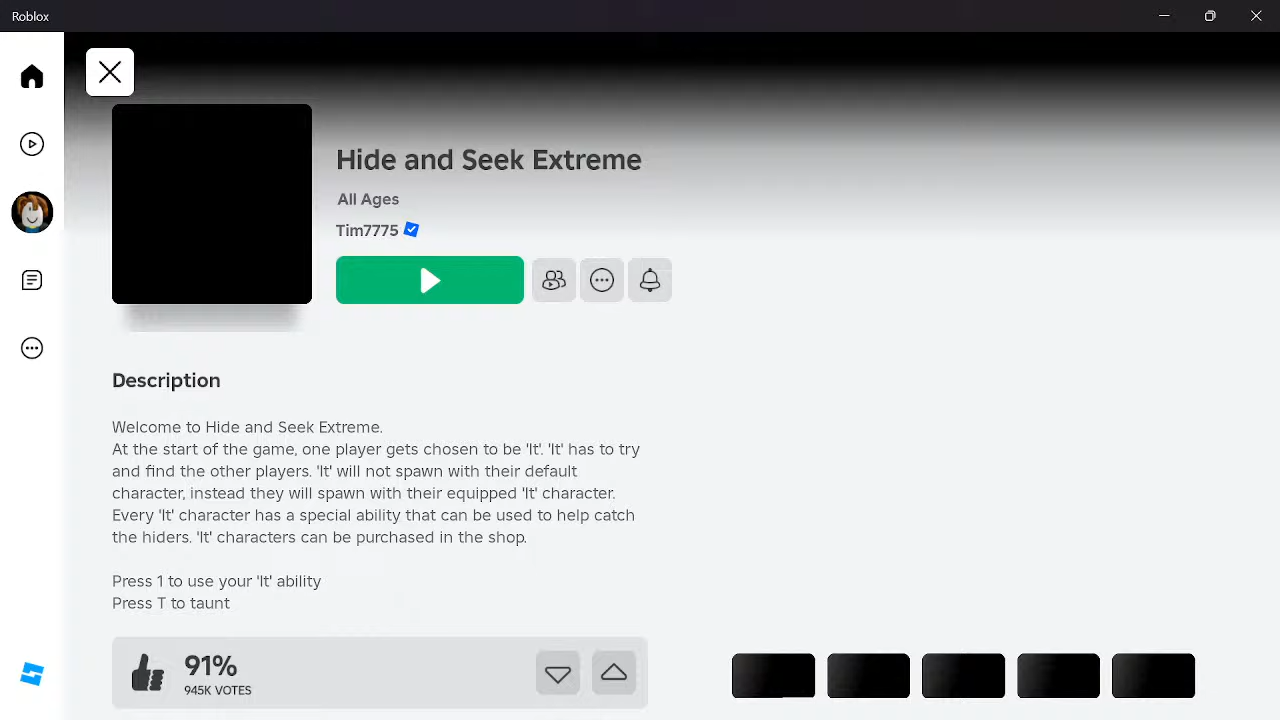 Roblox
Hide and Seek Extreme
All Ages
Tim7775
Description
Welcome to Hide and Seek Extreme.
At the start of the game, one player gets chosen to be 'It'. 'It' has to try
and find the other players. 'It' will not spawn with their default
character, instead they will spawn with their equipped 'It' character.
Every 'It' character has a special ability that can be used to help catch
the hiders. 'It' characters can be purchased in the shop.
Press 1 to use your 'It' ability
Press T to taunt
91%
945K VOTES